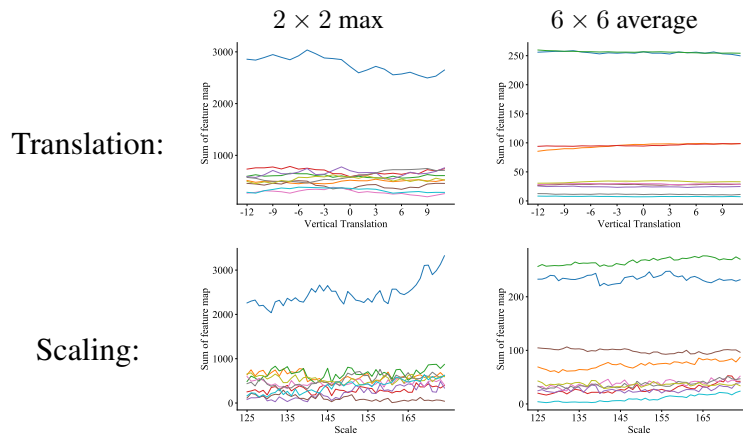 2 × 2 max
6 × 6 average
Translation:
Sum of feature map
3000
2000
1000
-12 -9 -6 -3 0 3 6 9
Vertical Translation
Sum of feature map
250
200
150
100
50
0
-12 -9 -6 -3 0 3 6 9
Vertical Translation
Scaling:
Sum of feature map
3000
2000
1000
0
125 135 145 155 165
Scale
Sum of feature map
200
100
0
125 135 145 155 165
Scale